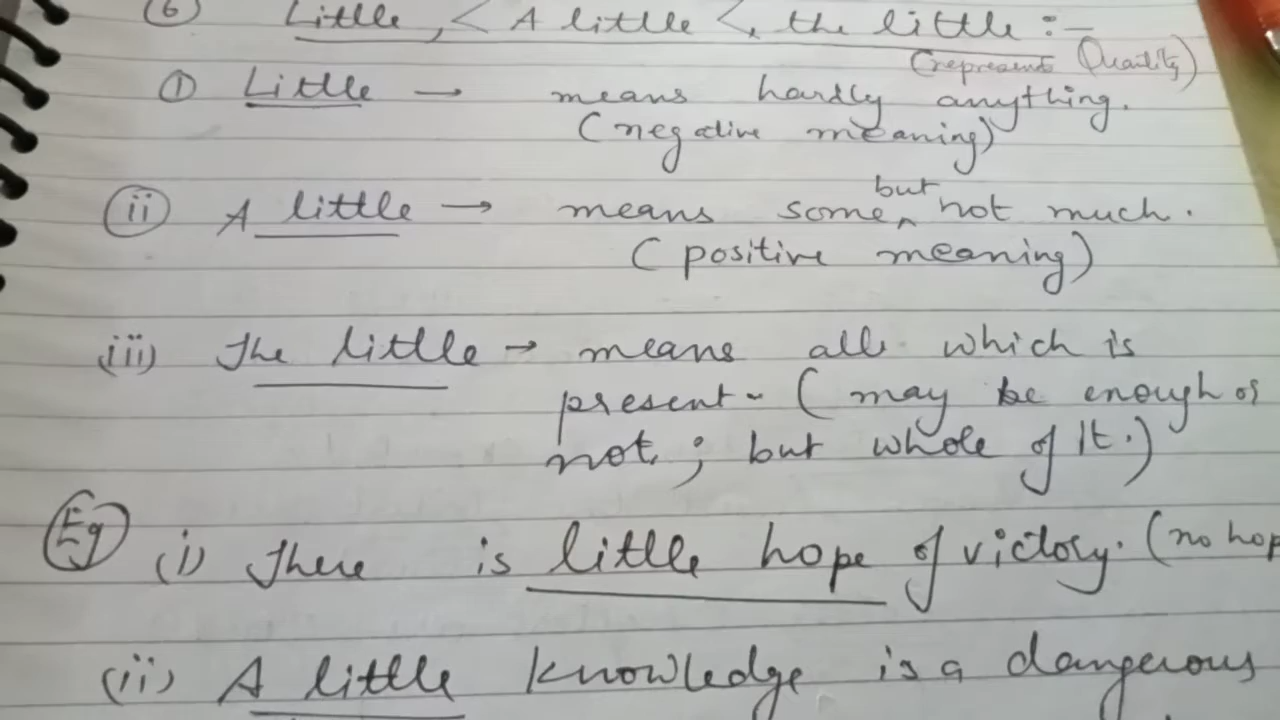 (6) Little, < A little <, the little :-
(represents Quantity)
(1) Little → means hardly anything.
(negative meaning)
(ii) A little → means some but not much.
(positive meaning)
(iii) The little → means all which is
present- (may be enough or
not, ; but whole of It.)
(Eg) (i) There is little hope of victory. (no hop
(ii) A little knowledge is a dangerous